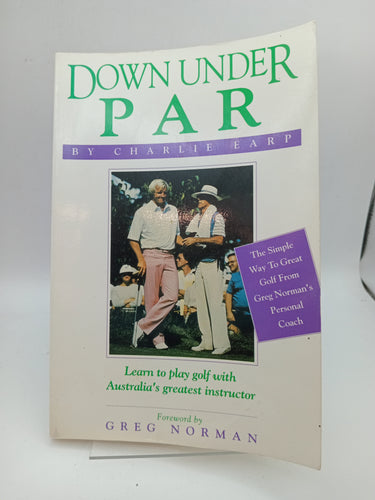 DOWN UNDER
PAR
BY CHARLIE EARP
The Simple
Way To Great
Golf From
Greg Norman's
Personal
Coach
Learn to play golf with
Australia's greatest instructor
Foreword by
GREG NORMAN